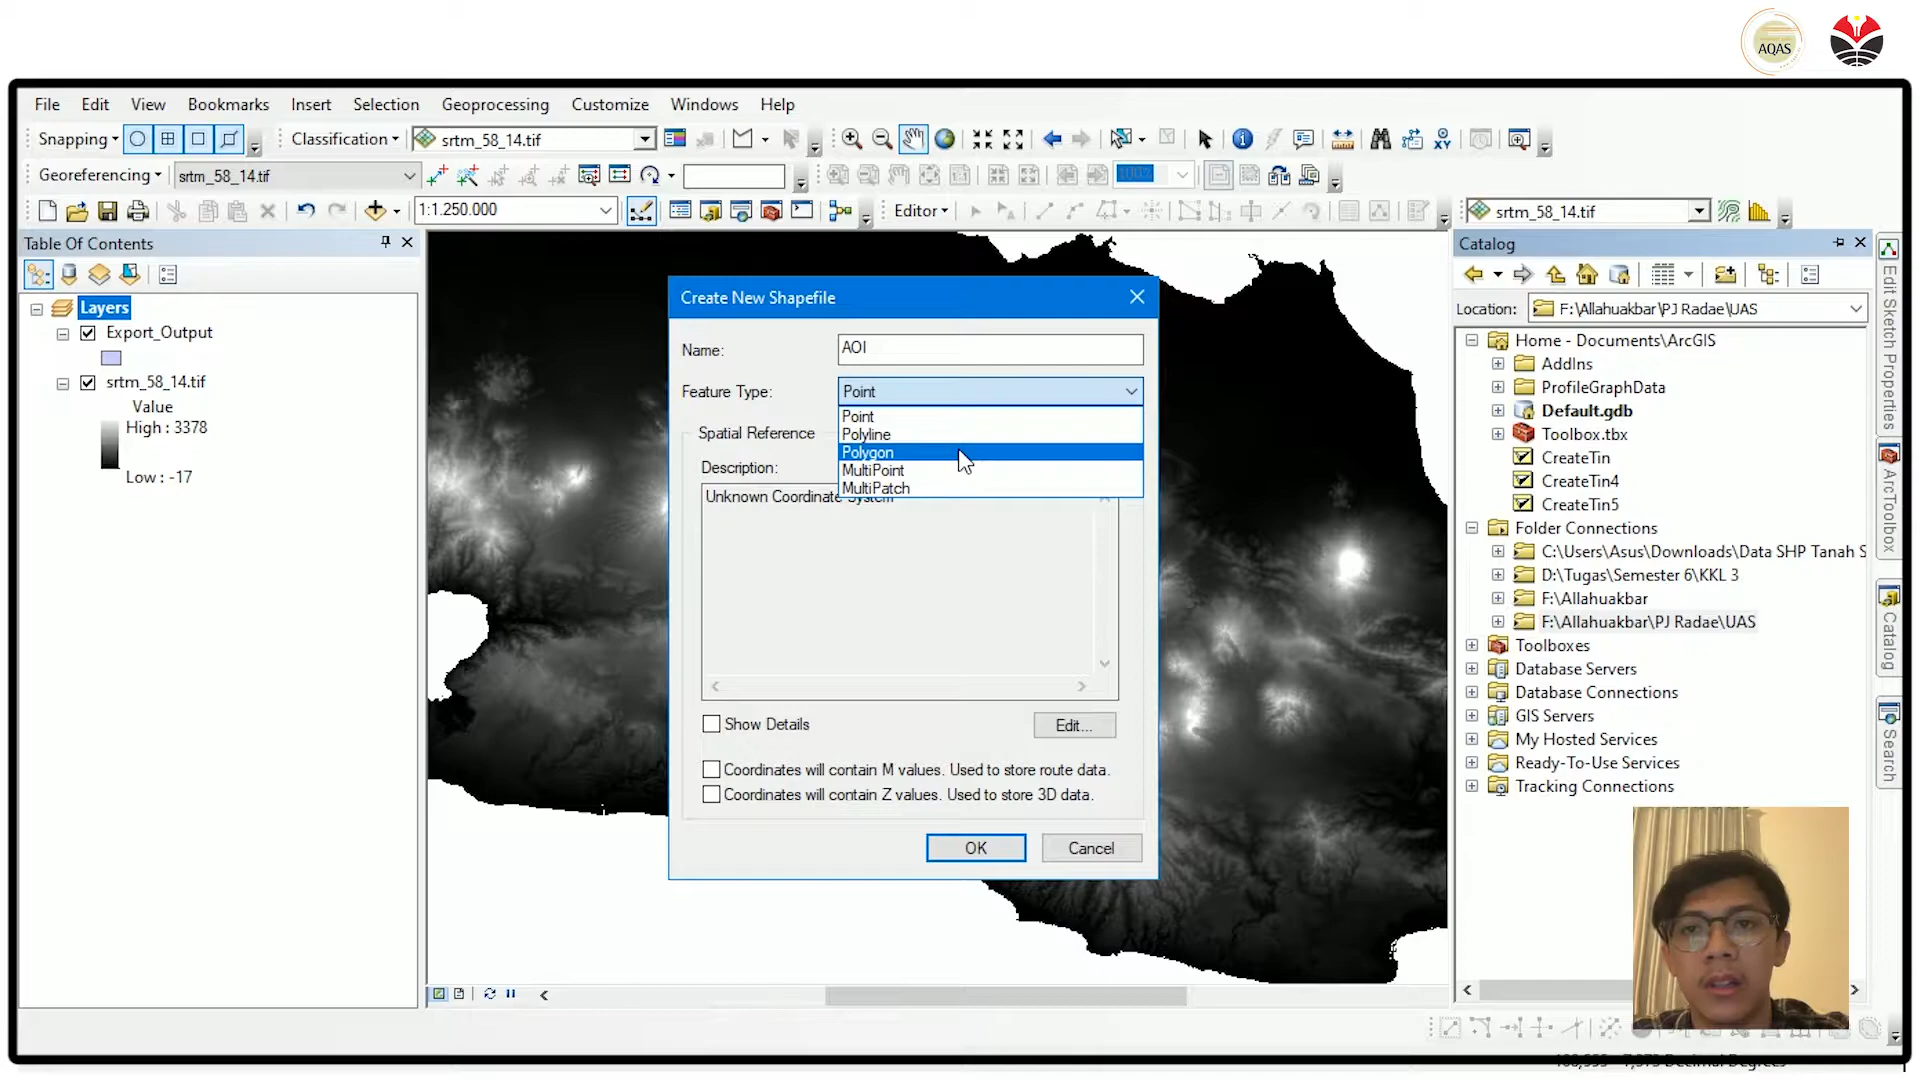 AQAS
File Edit View Bookmarks Insert Selection Geoprocessing Customize Windows Help
Snapping Classification srtm_58_14.tif
Georeferencing srtm_58_14.tif 100%
1:1.250.000 Editor srtm_58_14.tif
Table Of Contents
Layers
Export_Output
srtm_58_14.tif
Value
High : 3378
Low : -17
Create New Shapefile
Name: AOI
Feature Type: Point
Point
Polyline
Polygon
MultiPoint
MultiPatch
Spatial Reference
Description:
Unknown Coordinate System
Show Details
Edit...
Coordinates will contain M values. Used to store route data.
Coordinates will contain Z values. Used to store 3D data.
OK Cancel
Catalog
Location: F:\Allahuakbar\PJ Radae\UAS
Home - Documents\ArcGIS
AddIns
ProfileGraphData
Default.gdb
Toolbox.tbx
CreateTin
CreateTin4
CreateTin5
Folder Connections
C:\Users\Asus\Downloads\Data SHP Tanah S
D:\Tugas\Semester 6\KKL 3
F:\Allahuakbar
F:\Allahuakbar\PJ Radae\UAS
Toolboxes
Database Servers
Database Connections
GIS Servers
My Hosted Services
Ready-To-Use Services
Tracking Connections
Edit Sketch Properties
ArcToolbox
Catalog
Search